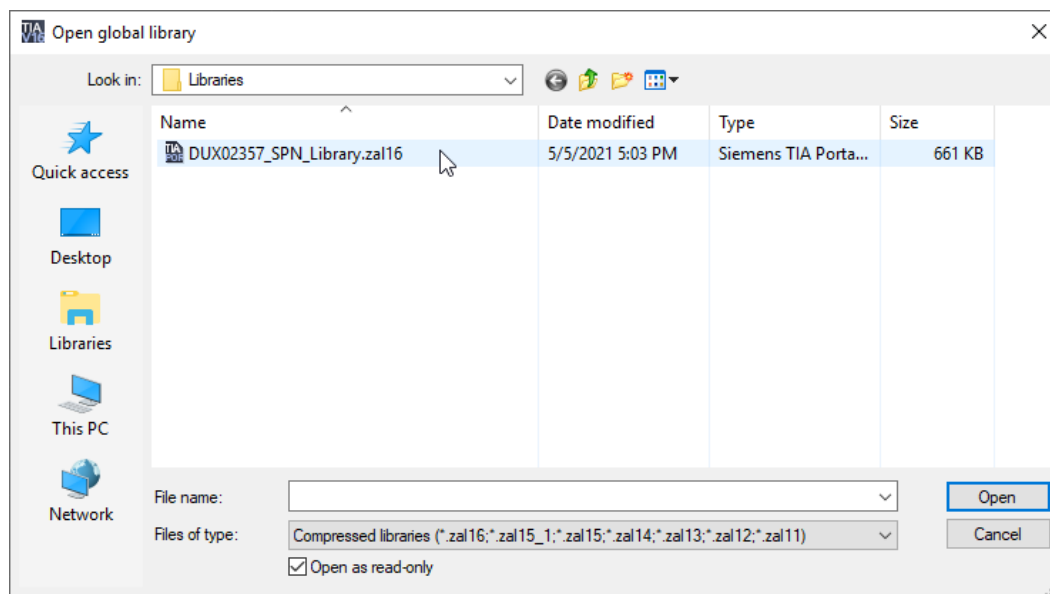 Open global library
Look in: Libraries
Name Date modified Type Size
DUX02357_SPN_Library.zal16 5/5/2021 5:03 PM Siemens TIA Porta... 661 KB
Quick access
Desktop
Libraries
This PC
Network
File name: Open
Files of type: Compressed libraries (*.zal16;*.zal15_1;*.zal15;*.zal14;*.zal13;*.zal12;*.zal11) Cancel
Open as read-only